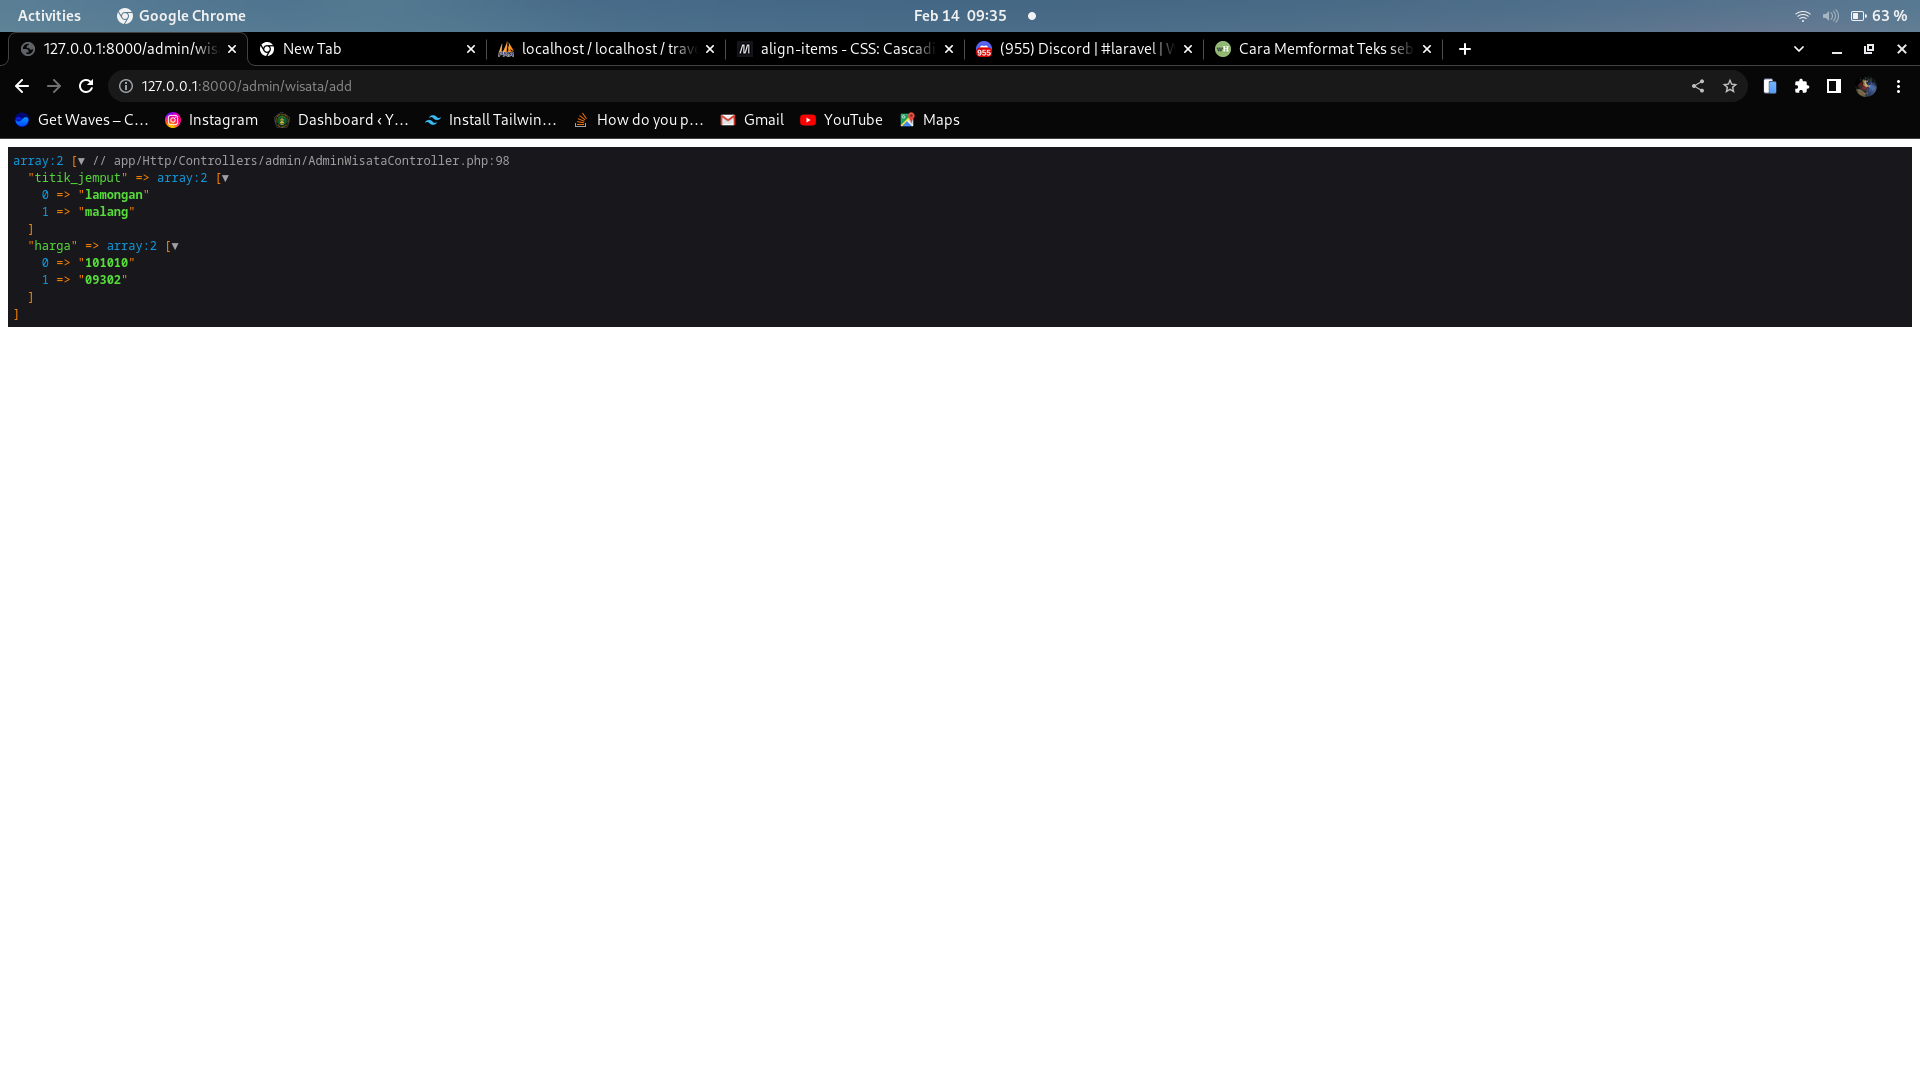 Activities Google Chrome Feb 14 09:35 63 %
127.0.0.1:8000/admin/wis New Tab localhost / localhost / trav align-items - CSS: Cascadi (955) Discord | #laravel | W Cara Memformat Teks seb
127.0.0.1:8000/admin/wisata/add
Get Waves – C… Instagram Dashboard ‹ Y… Install Tailwin… How do you p… Gmail YouTube Maps
array:2 [▼ // app/Http/Controllers/admin/AdminWisataController.php:98
"titik_jemput" => array:2 [▼
0 => "lamongan"
1 => "malang"
]
"harga" => array:2 [▼
0 => "101010"
1 => "09302"
]
]